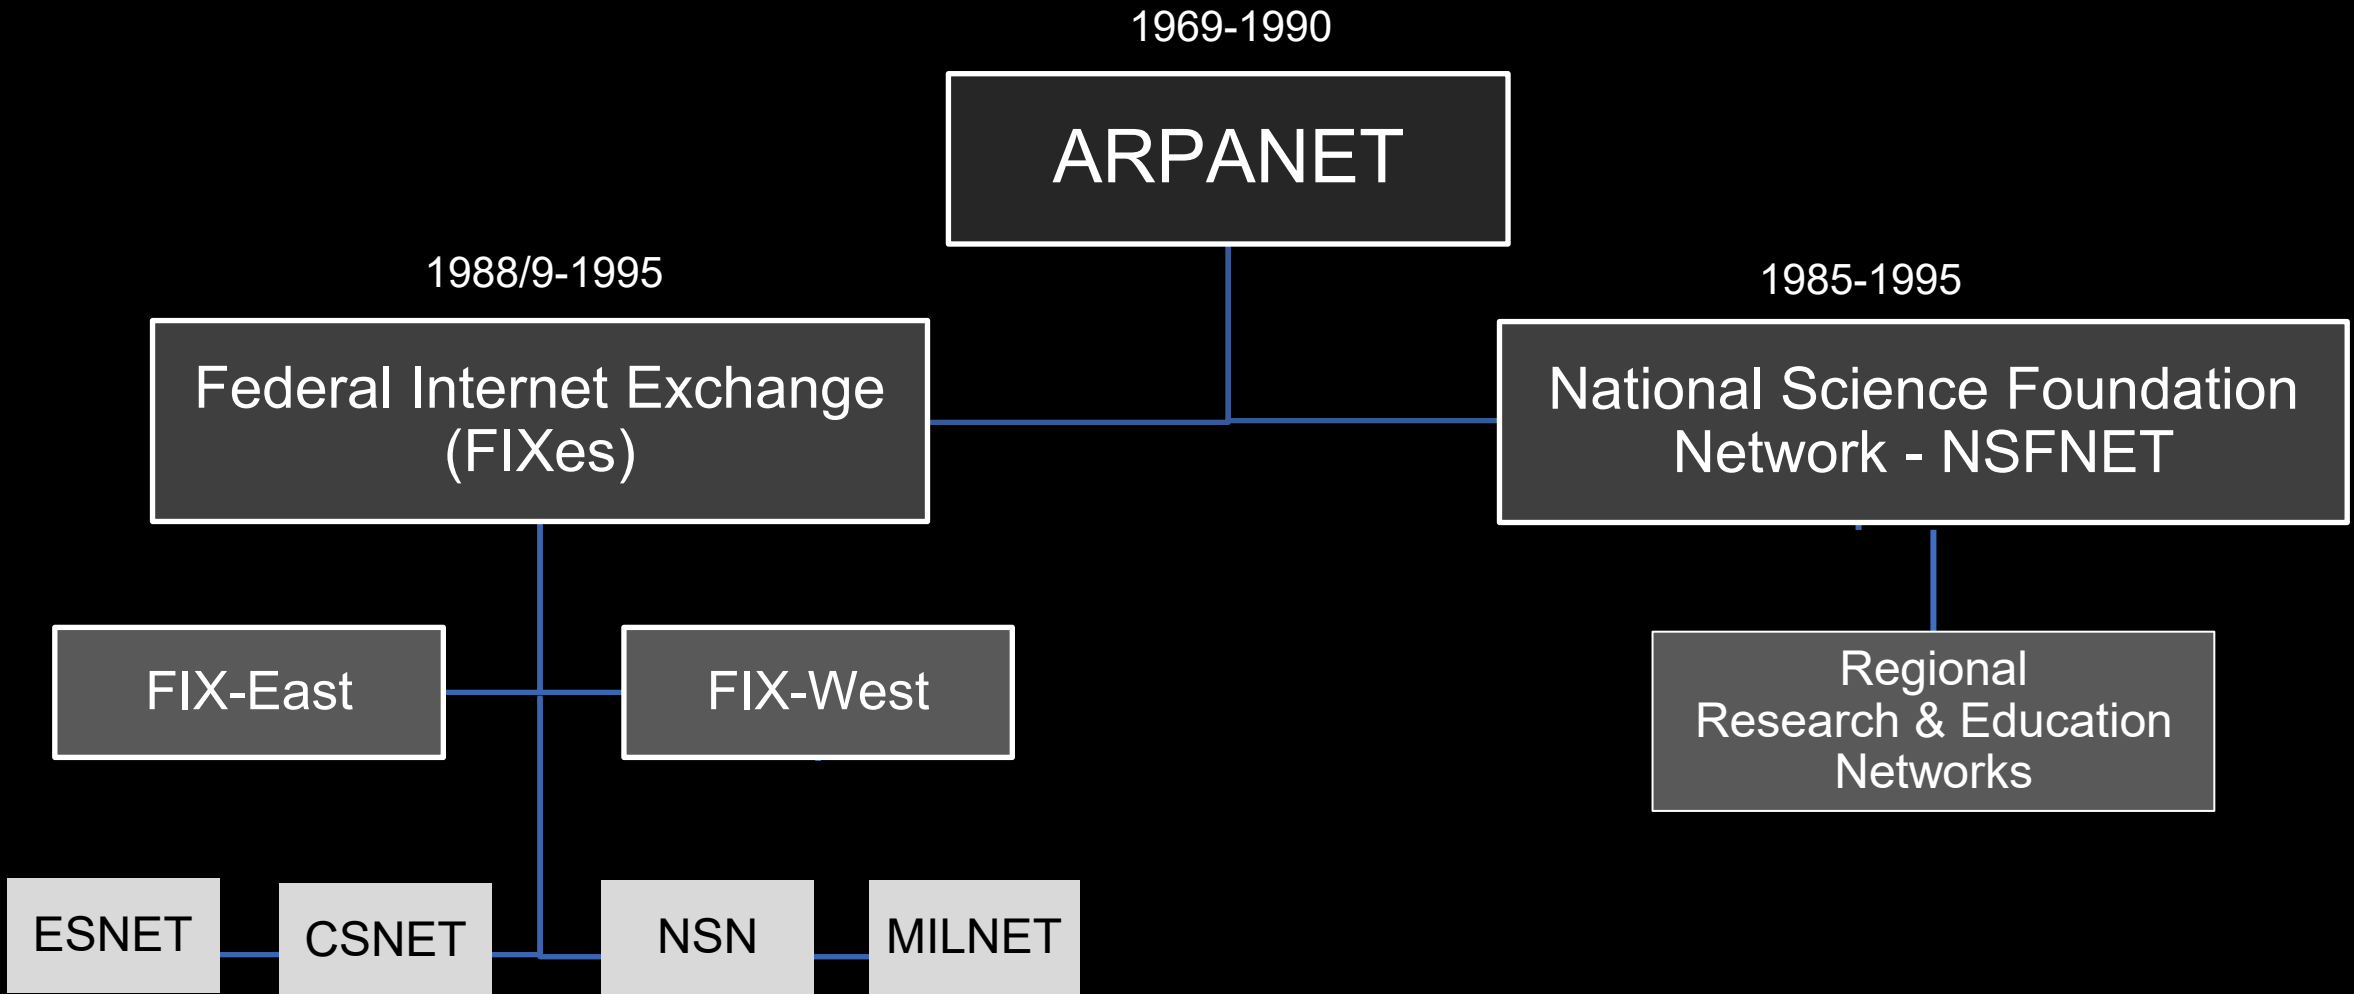 1969-1990
ARPANET
1988/9-1995
1985-1995
Federal Internet Exchange
(FIXes)
National Science Foundation
Network - NSFNET
FIX-East
FIX-West
Regional
Research & Education
Networks
ESNET
CSNET
NSN
MILNET